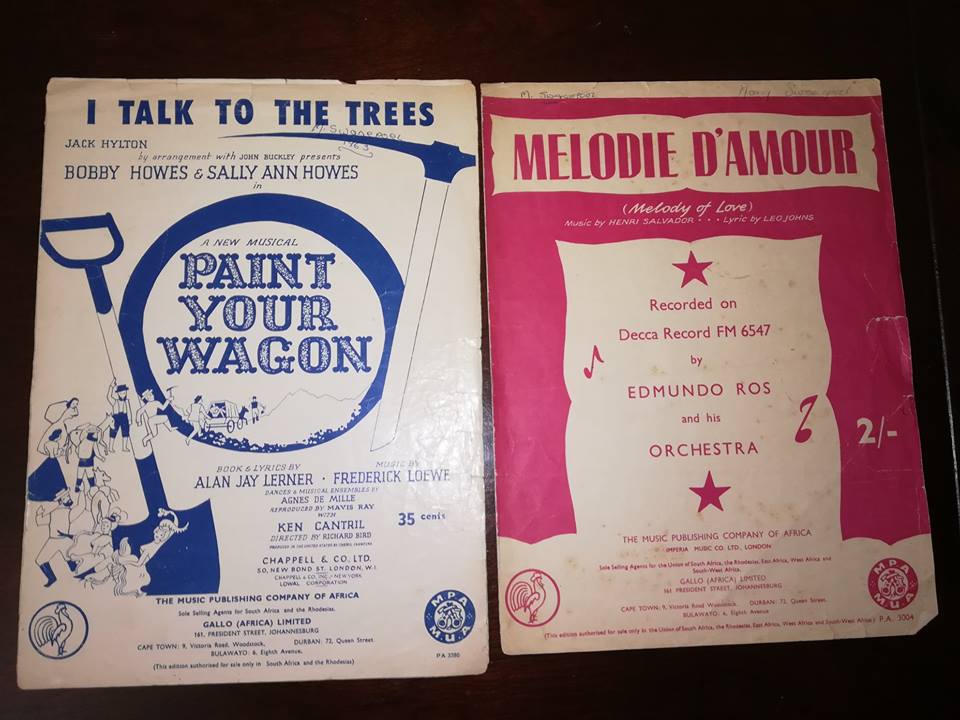 I TALK TO THE TREES
M. Swanepoel
1963
JACK HYLTON
by arrangement with JOHN BUCKLEY presents
BOBBY HOWES & SALLY ANN HOWES
in
A NEW MUSICAL
PAINT
YOUR
WAGON
BOOK & LYRICS BY
ALAN JAY LERNER ·
MUSIC BY
FREDERICK LOEWE
DANCES & MUSICAL ENSEMBLES BY
AGNES DE MILLE
REPRODUCED BY MAVIS RAY
WITH
KEN CANTRIL
DIRECTED BY RICHARD BIRD
PRODUCED IN THE UNITED STATES BY CHERYL CRAWFORD
35 cents
CHAPPELL & CO. LTD.
50, NEW BOND ST. LONDON, W.1.
CHAPPELL & CO. INC. NEW YORK
LOWAL CORPORATION
THE MUSIC PUBLISHING COMPANY OF AFRICA
Sole Selling Agents for South Africa and the Rhodesias.
GALLO (AFRICA) LIMITED
161, PRESIDENT STREET, JOHANNESBURG
CAPE TOWN: 9, Victoria Road, Woodstock. DURBAN: 72, Queen Street.
BULAWAYO: 6, Eighth Avenue.
(This edition authorised for sale only in South Africa and the Rhodesias)
MPA
MUA
MELODIE D'AMOUR
(Melody of Love)
Music by HENRI SALVADOR · · · Lyric by LEO JOHNS
Recorded on
Decca Record FM 6547
by
EDMUNDO ROS
and his
ORCHESTRA
2/-
THE MUSIC PUBLISHING COMPANY OF AFRICA
IMPERIA MUSIC CO. LTD., LONDON
Sole Selling Agents for the Union of South Africa, the Rhodesias, East Africa, West Africa and
South-West Africa.
GALLO (AFRICA) LIMITED
161 PRESIDENT STREET, JOHANNESBURG
CAPE TOWN: 9, Victoria Road Woodstock. DURBAN: 72, Queen Street.
BULAWAYO: 6, Eighth Avenue
(This edition authorised for sale only in the Union of South Africa, the Rhodesias, East Africa, West Africa and South-West Africa) P.A. 3004
MPA
MUA